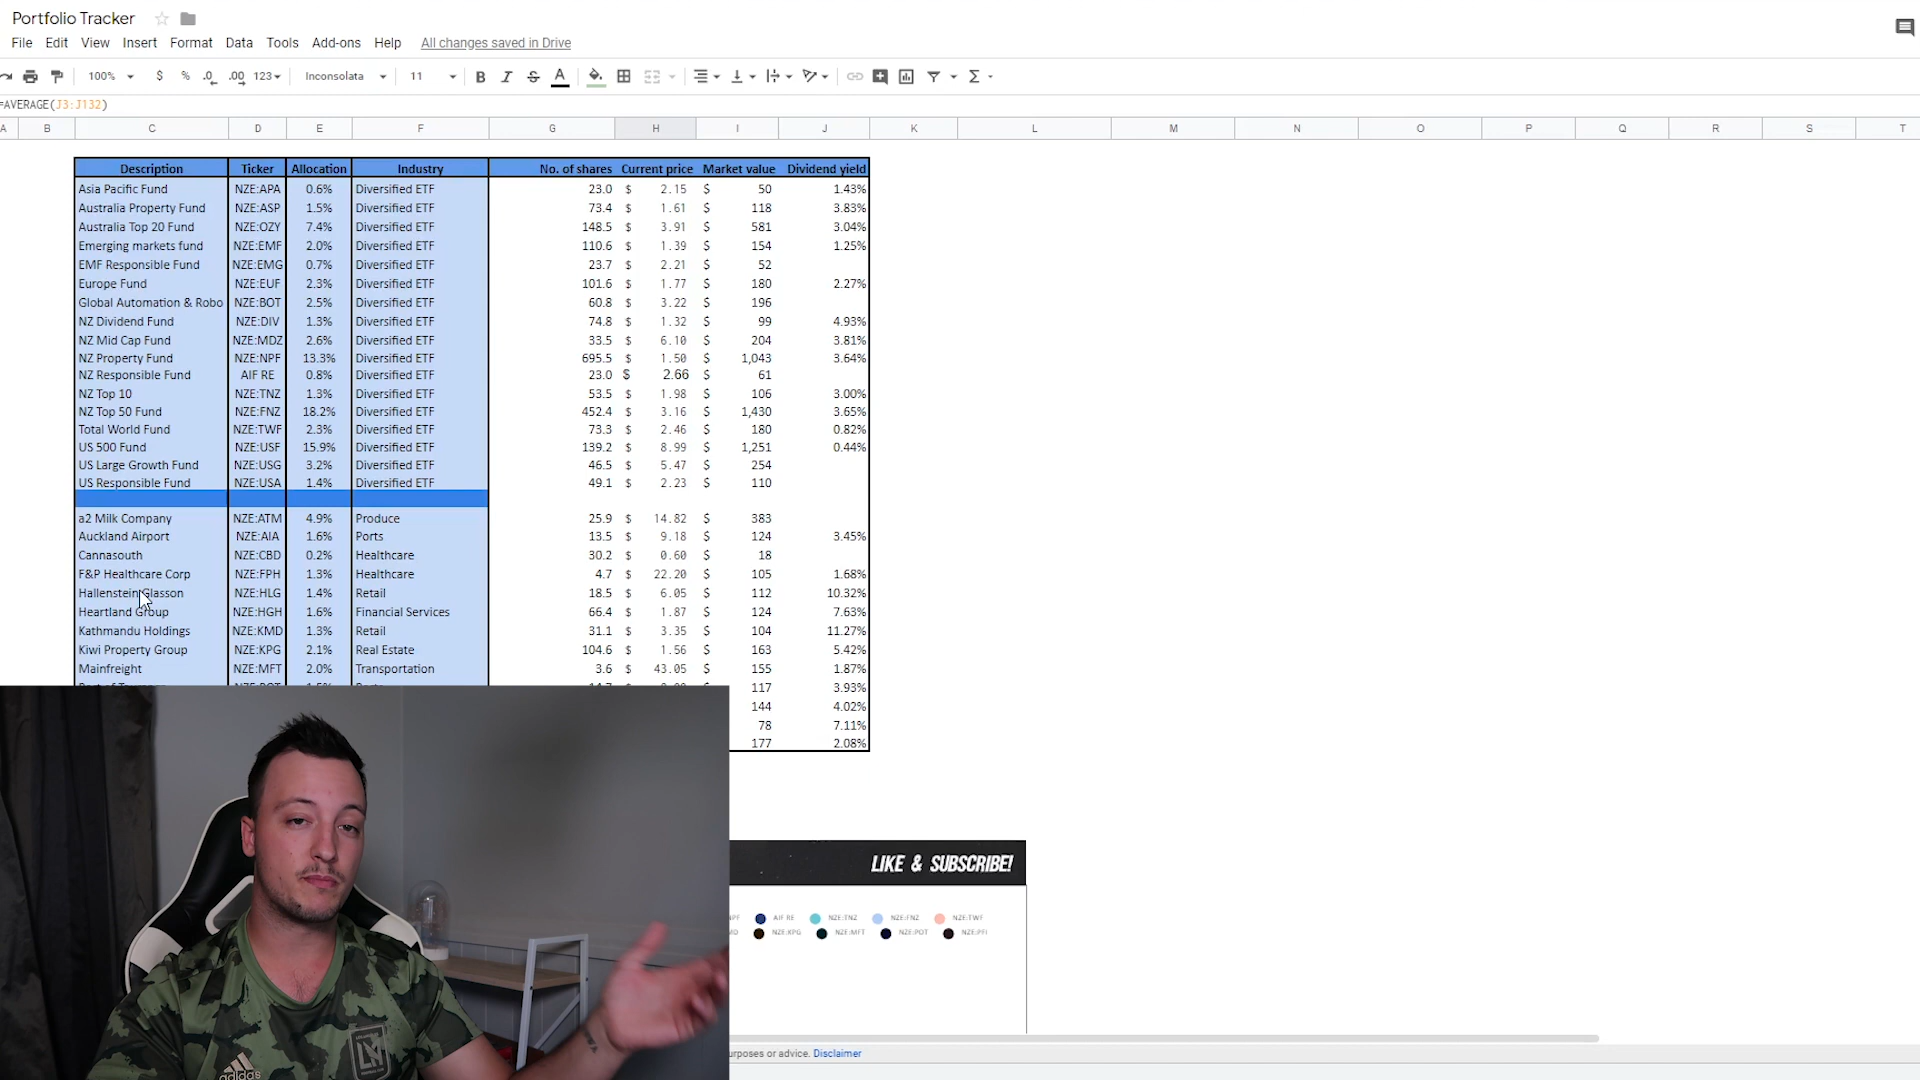 Portfolio Tracker
File Edit View Insert Format Data Tools Add-ons Help All changes saved in Drive
100% $ % .0 .00 123 Inconsolata 11 B I S A
=AVERAGE(J3:J132)
A B C D E F G H I J K L M N O P Q R S T
Description Ticker Allocation Industry No. of shares Current price Market value Dividend yield
Asia Pacific Fund NZE:APA 0.6% Diversified ETF 23.0 $ 2.15 $ 50 1.43%
Australia Property Fund NZE:ASP 1.5% Diversified ETF 73.4 $ 1.61 $ 118 3.83%
Australia Top 20 Fund NZE:OZY 7.4% Diversified ETF 148.5 $ 3.91 $ 581 3.04%
Emerging markets fund NZE:EMF 2.0% Diversified ETF 110.6 $ 1.39 $ 154 1.25%
EMF Responsible Fund NZE:EMG 0.7% Diversified ETF 23.7 $ 2.21 $ 52
Europe Fund NZE:EUF 2.3% Diversified ETF 101.6 $ 1.77 $ 180 2.27%
Global Automation & Robo NZE:BOT 2.5% Diversified ETF 60.8 $ 3.22 $ 196
NZ Dividend Fund NZE:DIV 1.3% Diversified ETF 74.8 $ 1.32 $ 99 4.93%
NZ Mid Cap Fund NZE:MDZ 2.6% Diversified ETF 33.5 $ 6.10 $ 204 3.81%
NZ Property Fund NZE:NPF 13.3% Diversified ETF 695.5 $ 1.50 $ 1,043 3.64%
NZ Responsible Fund AIF RE 0.8% Diversified ETF 23.0 $ 2.66 $ 61
NZ Top 10 NZE:TNZ 1.3% Diversified ETF 53.5 $ 1.98 $ 106 3.00%
NZ Top 50 Fund NZE:FNZ 18.2% Diversified ETF 452.4 $ 3.16 $ 1,430 3.65%
Total World Fund NZE:TWF 2.3% Diversified ETF 73.3 $ 2.46 $ 180 0.82%
US 500 Fund NZE:USF 15.9% Diversified ETF 139.2 $ 8.99 $ 1,251 0.44%
US Large Growth Fund NZE:USG 3.2% Diversified ETF 46.5 $ 5.47 $ 254
US Responsible Fund NZE:USA 1.4% Diversified ETF 49.1 $ 2.23 $ 110
a2 Milk Company NZE:ATM 4.9% Produce 25.9 $ 14.82 $ 383
Auckland Airport NZE:AIA 1.6% Ports 13.5 $ 9.18 $ 124 3.45%
Cannasouth NZE:CBD 0.2% Healthcare 30.2 $ 0.60 $ 18
F&P Healthcare Corp NZE:FPH 1.3% Healthcare 4.7 $ 22.20 $ 105 1.68%
Hallenstein Glasson NZE:HLG 1.4% Retail 18.5 $ 6.05 $ 112 10.32%
Heartland Group NZE:HGH 1.6% Financial Services 66.4 $ 1.87 $ 124 7.63%
Kathmandu Holdings NZE:KMD 1.3% Retail 31.1 $ 3.35 $ 104 11.27%
Kiwi Property Group NZE:KPG 2.1% Real Estate 104.6 $ 1.56 $ 163 5.42%
Mainfreight NZE:MFT 2.0% Transportation 3.6 $ 43.05 $ 155 1.87%
117 3.93%
144 4.02%
78 7.11%
177 2.08%
LIKE & SUBSCRIBE!
AIF RE NZE:TNZ NZE:FNZ NZE:TWF
NZE:KPG NZE:MFT NZE:POT NZE:PFI
urposes or advice. Disclaimer
adidas